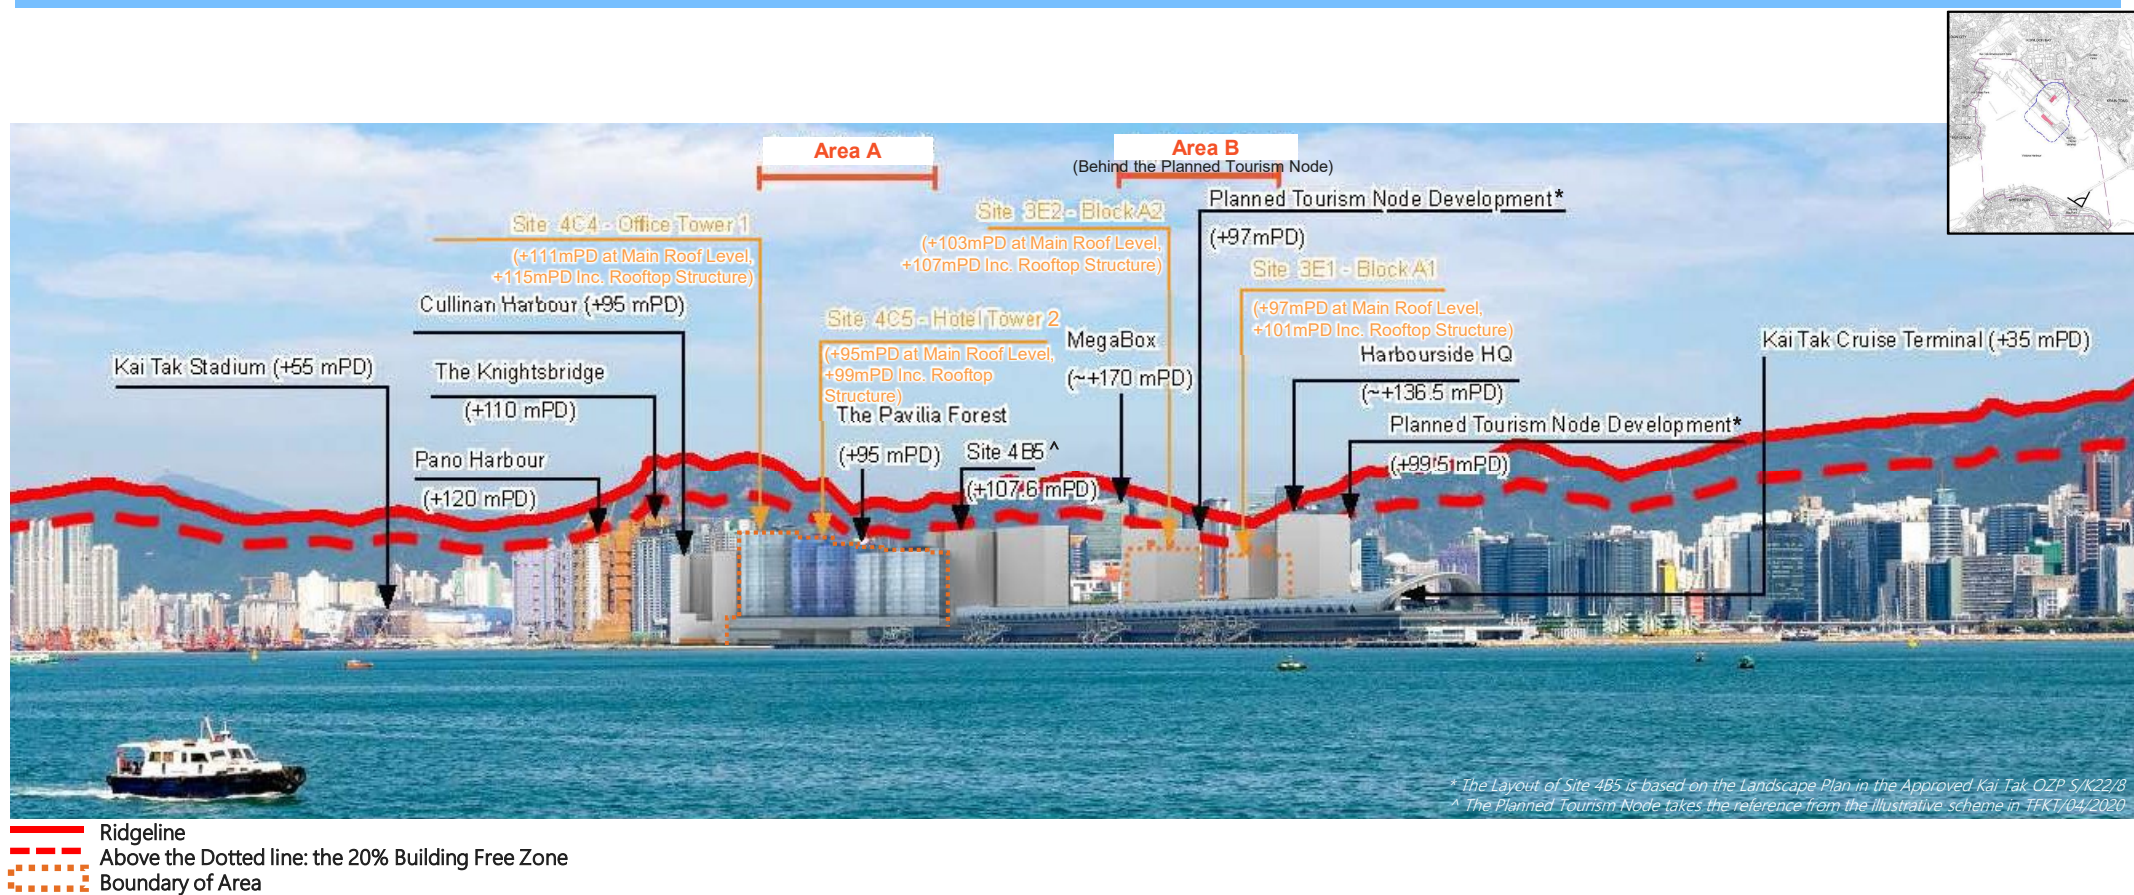 Area A
Area B
(Behind the Planned Tourism Node)
Planned Tourism Node Development*
(+97mPD)
Site 4C4 - Office Tower 1
(+111mPD at Main Roof Level,
+115mPD Inc. Rooftop Structure)
Site 3E2 - Block A2
(+103mPD at Main Roof Level,
+107mPD Inc. Rooftop Structure)
Site 3E1 - Block A1
(+97mPD at Main Roof Level,
+101mPD Inc. Rooftop Structure)
Cullinan Harbour (+95 mPD)
Site 4C5 - Hotel Tower 2
(+95mPD at Main Roof Level,
+99mPD Inc. Rooftop
Structure)
MegaBox
(~+170 mPD)
Harbourside HQ
(~+136.5 mPD)
Kai Tak Cruise Terminal (+35 mPD)
Kai Tak Stadium (+55 mPD)
The Knightsbridge
(+110 mPD)
The Pavilia Forest
(+95 mPD)
Site 4B5 ^
(+107.6 mPD)
Planned Tourism Node Development*
(+99.5 mPD)
Pano Harbour
(+120 mPD)
* The Layout of Site 4B5 is based on the Landscape Plan in the Approved Kai Tak OZP S/K22/8
^ The Planned Tourism Node takes the reference from the illustrative scheme in TFKT/04/2020
Ridgeline
Above the Dotted line: the 20% Building Free Zone
Boundary of Area